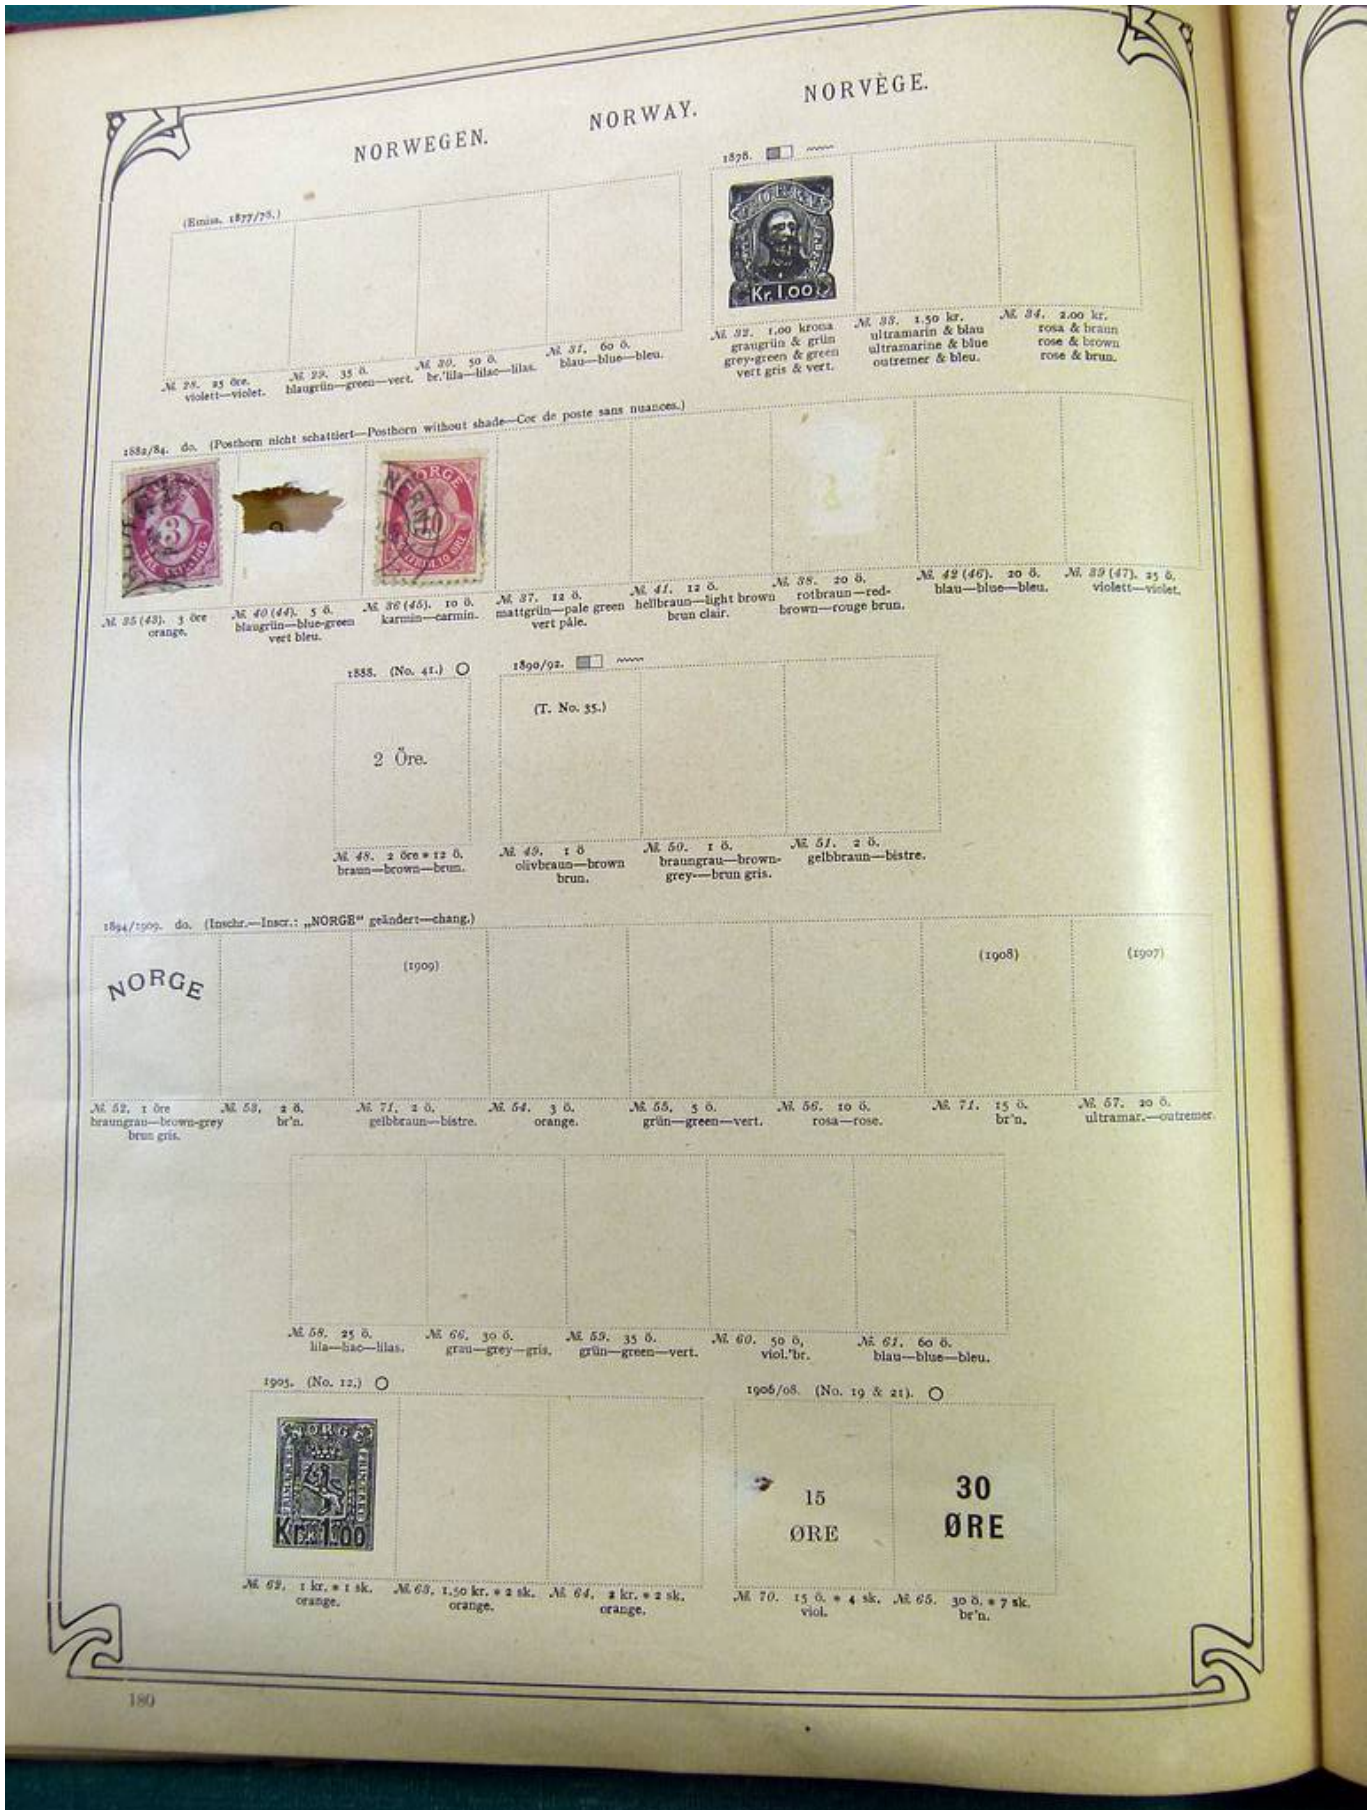 NORWEGEN. NORWAY. NORVÈGE.
(Emiss. 1877/78.)
1878.
Kr. 1.00
№. 28. 25 öre.
violett—violet.
№. 29. 35 ö.
blaugrün—green—vert.
№. 30. 50 ö.
br.'lila—lilac—lilas.
№. 31. 60 ö.
blau—blue—bleu.
№. 32. 1.00 krona
graugrün & grün
grey-green & green
vert gris & vert.
№. 33. 1.50 kr.
ultramarin & blau
ultramarine & blue
outremer & bleu.
№. 34. 2.00 kr.
rosa & braun
rose & brown
rose & brun.
1882/84. do. (Posthorn nicht schattiert—Posthorn without shade—Cor de poste sans nuances.)
3
TRE SKILLING
NORGE
10
№. 35 (43). 3 öre
orange.
№. 40 (44). 5 ö.
blaugrün—blue-green
vert bleu.
№. 36 (45). 10 ö.
karmin—carmin.
№. 37. 12 ö.
mattgrün—pale green
vert pâle.
№. 41. 12 ö.
hellbraun—light brown
brun clair.
№. 38. 20 ö.
rotbraun—red-
brown—rouge brun.
№. 42 (46). 20 ö.
blau—blue—bleu.
№. 39 (47). 25 ö.
violett—violet.
1888. (No. 41.)
2 Öre.
№. 48. 2 öre * 12 ö.
braun—brown—brun.
1890/92.
(T. No. 35.)
№. 49. 1 ö
olivbraun—brown
brun.
№. 50. 1 ö.
braungrau—brown-
grey—brun gris.
№. 51. 2 ö.
gelbbraun—bistre.
1894/1909. do. (Inschr.—Inscr.: „NORGE" geändert—chang.)
NORGE
(1909)
(1908)
(1907)
№. 52. 1 öre
braungrau—brown-grey
brun gris.
№. 53. 2 ö.
br'n.
№. 71. 2 ö.
gelbbraun—bistre.
№. 54. 3 ö.
orange.
№. 55. 5 ö.
grün—green—vert.
№. 56. 10 ö.
rosa—rose.
№. 71. 15 ö.
br'n.
№. 57. 20 ö.
ultramar.—outremer.
№. 58. 25 ö.
lila—liac—lilas.
№. 66. 30 ö.
grau—grey—gris.
№. 59. 35 ö.
grün—green—vert.
№. 60. 50 ö,
viol.'br.
№. 61. 60 ö.
blau—blue—bleu.
1905. (No. 12.)
NORGE
FRIMÆRKE
Kr. 1.00
№. 62. 1 kr. * 1 sk.
orange.
№. 63. 1.50 kr. * 2 sk.
orange.
№. 64. 2 kr. * 2 sk.
orange.
1906/08. (No. 19 & 21).
15
ØRE
30
ØRE
№. 70. 15 ö. * 4 sk.
viol.
№. 65. 30 ö. * 7 sk.
br'n.
180